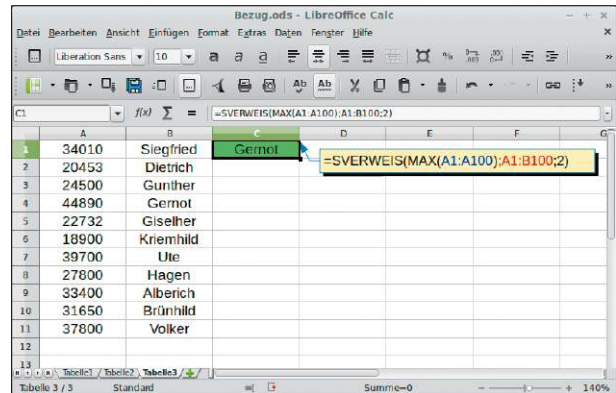 Bezug.ods - LibreOffice Calc
Datei Bearbeiten Ansicht Einfügen Format Extras Daten Fenster Hilfe
Liberation Sans 10 a a a
Ab Ab
C1 f(x) Σ = =SVERWEIS(MAX(A1:A100);A1:B100;2)
A B C D E F G
1 34010 Siegfried Gernot =SVERWEIS(MAX(A1:A100);A1:B100;2)
2 20453 Dietrich
3 24500 Gunther
4 44890 Gernot
5 22732 Giselher
6 18900 Kriemhild
7 39700 Ute
8 27800 Hagen
9 33400 Alberich
10 31650 Brünhild
11 37800 Volker
12
13
Tabelle1 Tabelle2 Tabelle3
Tabelle 3 / 3 Standard Summe=0 140%